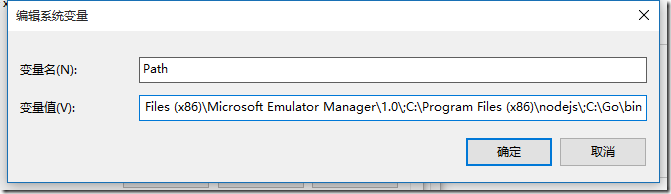 编辑系统变量
变量名(N):
Path
变量值(V):
Files (x86)\Microsoft Emulator Manager\1.0\;C:\Program Files (x86)\nodejs\;C:\Go\bin
确定
取消